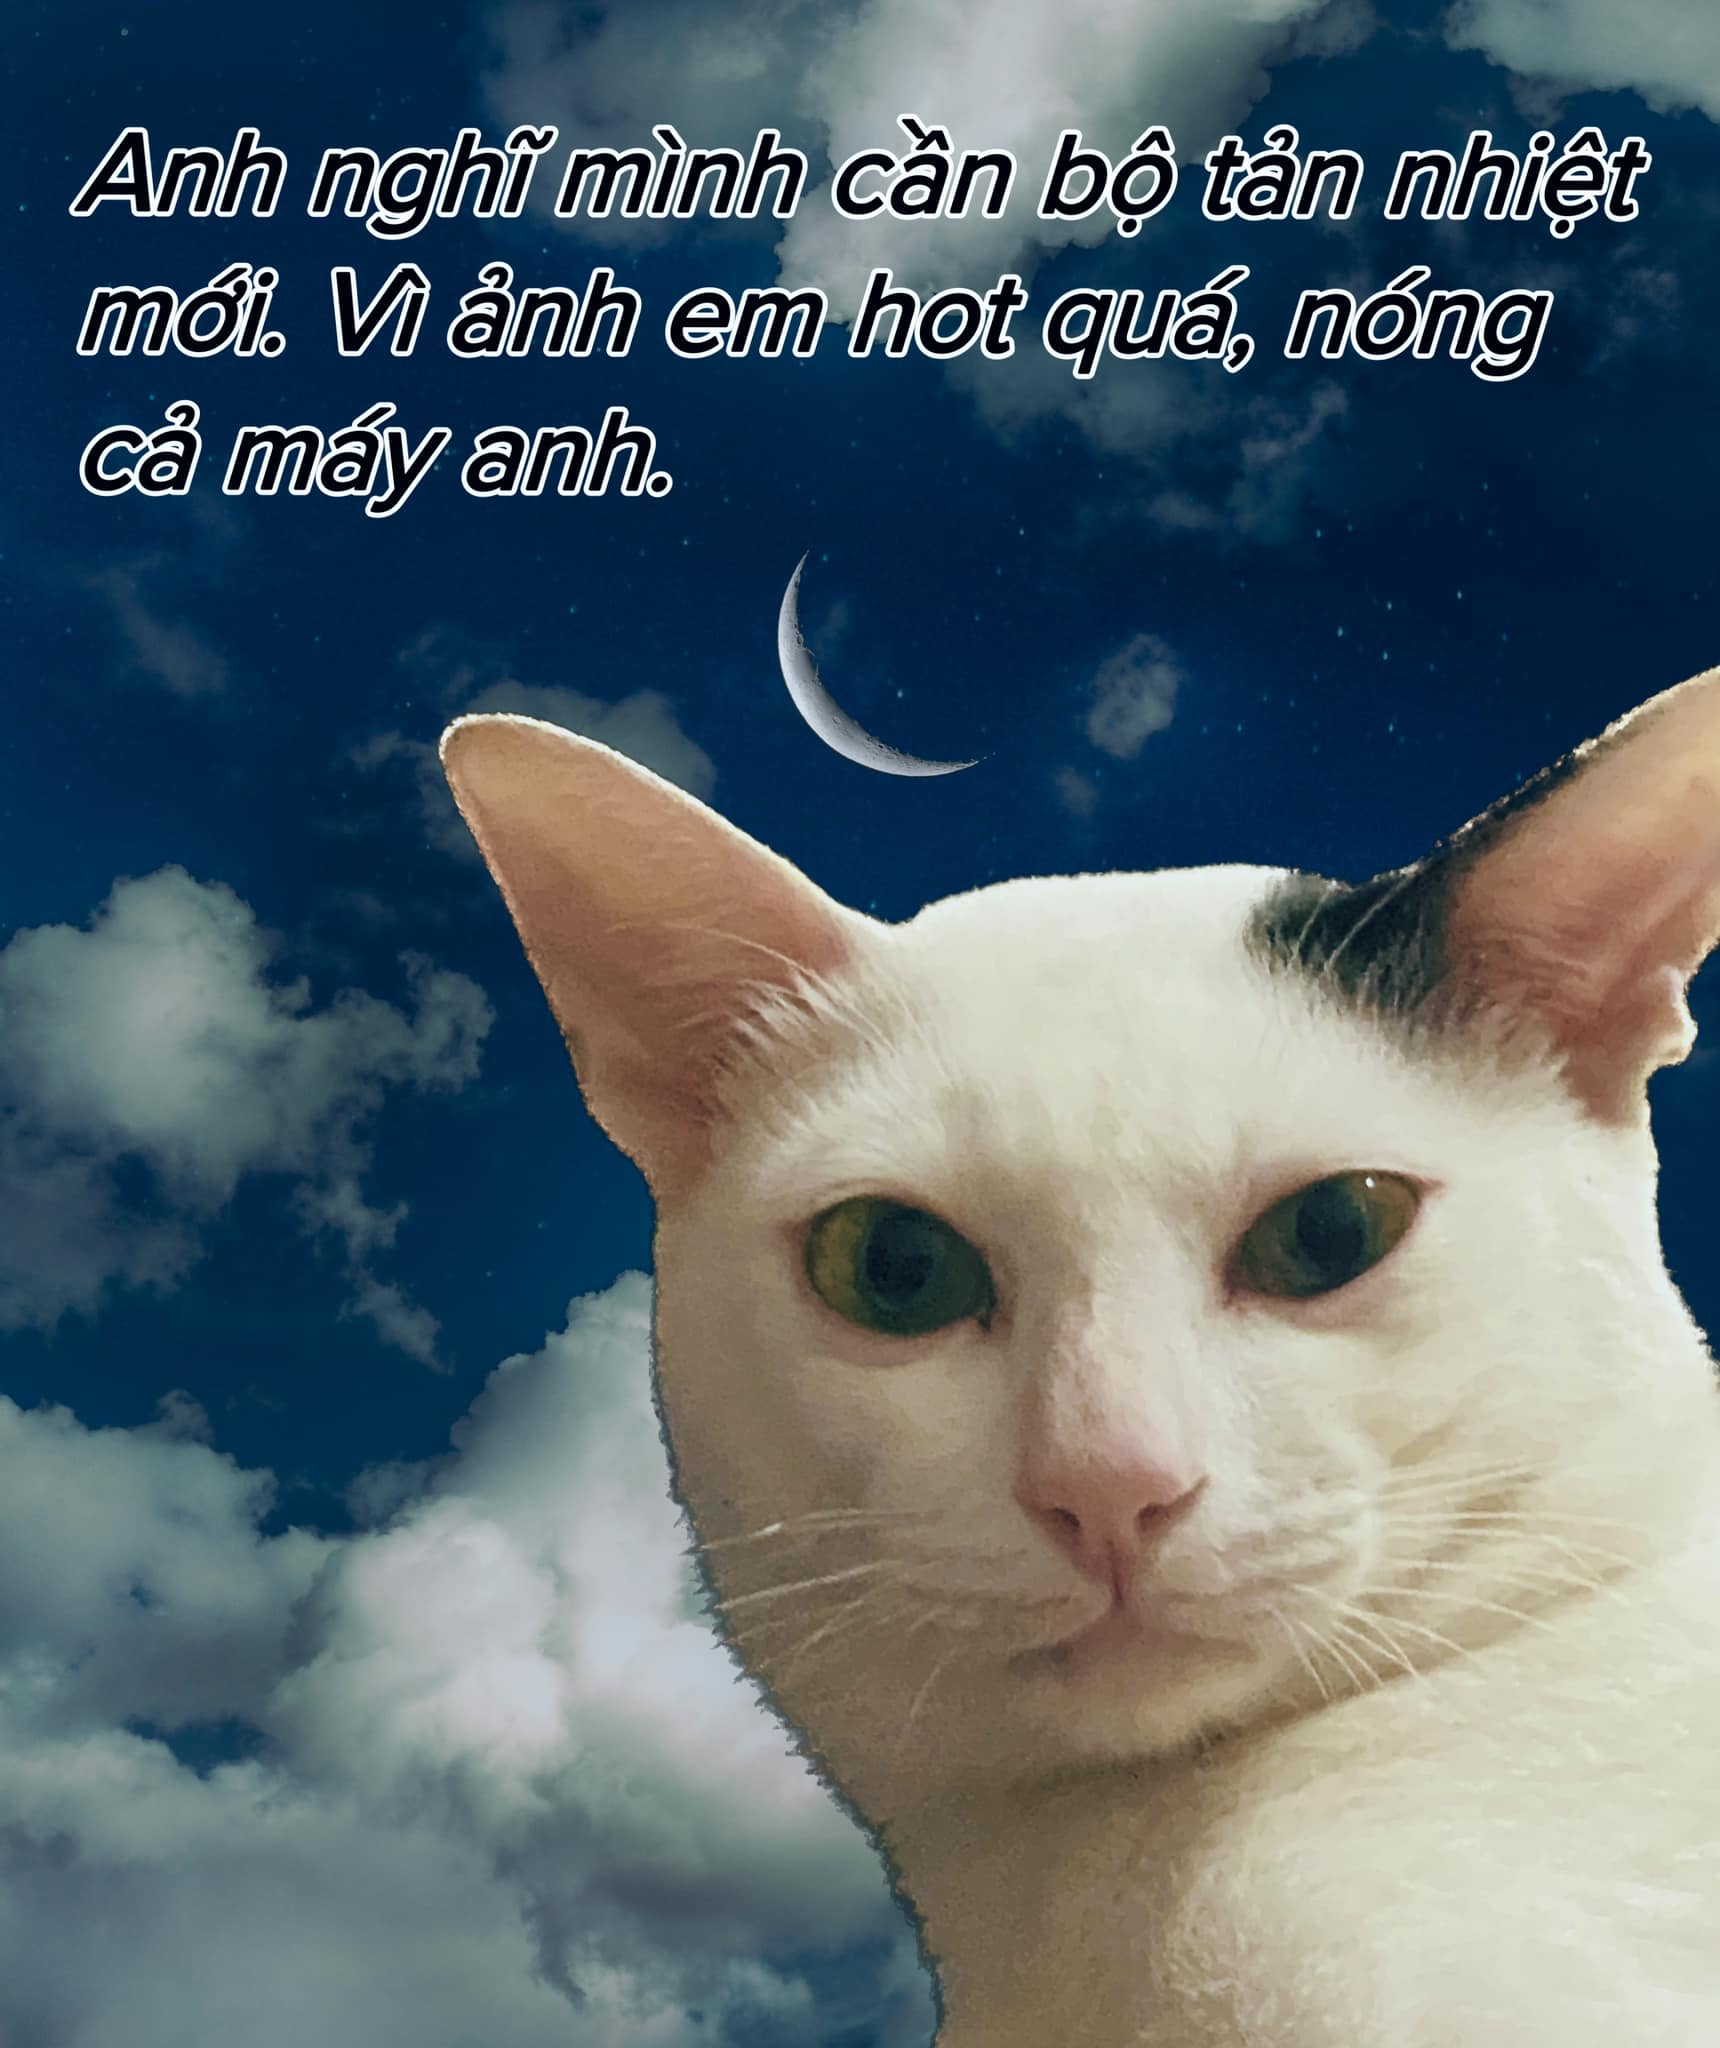 Anh nghĩ mình cần bộ tản nhiệt
mới. Vì ảnh em hot quá, nóng
cả máy anh.